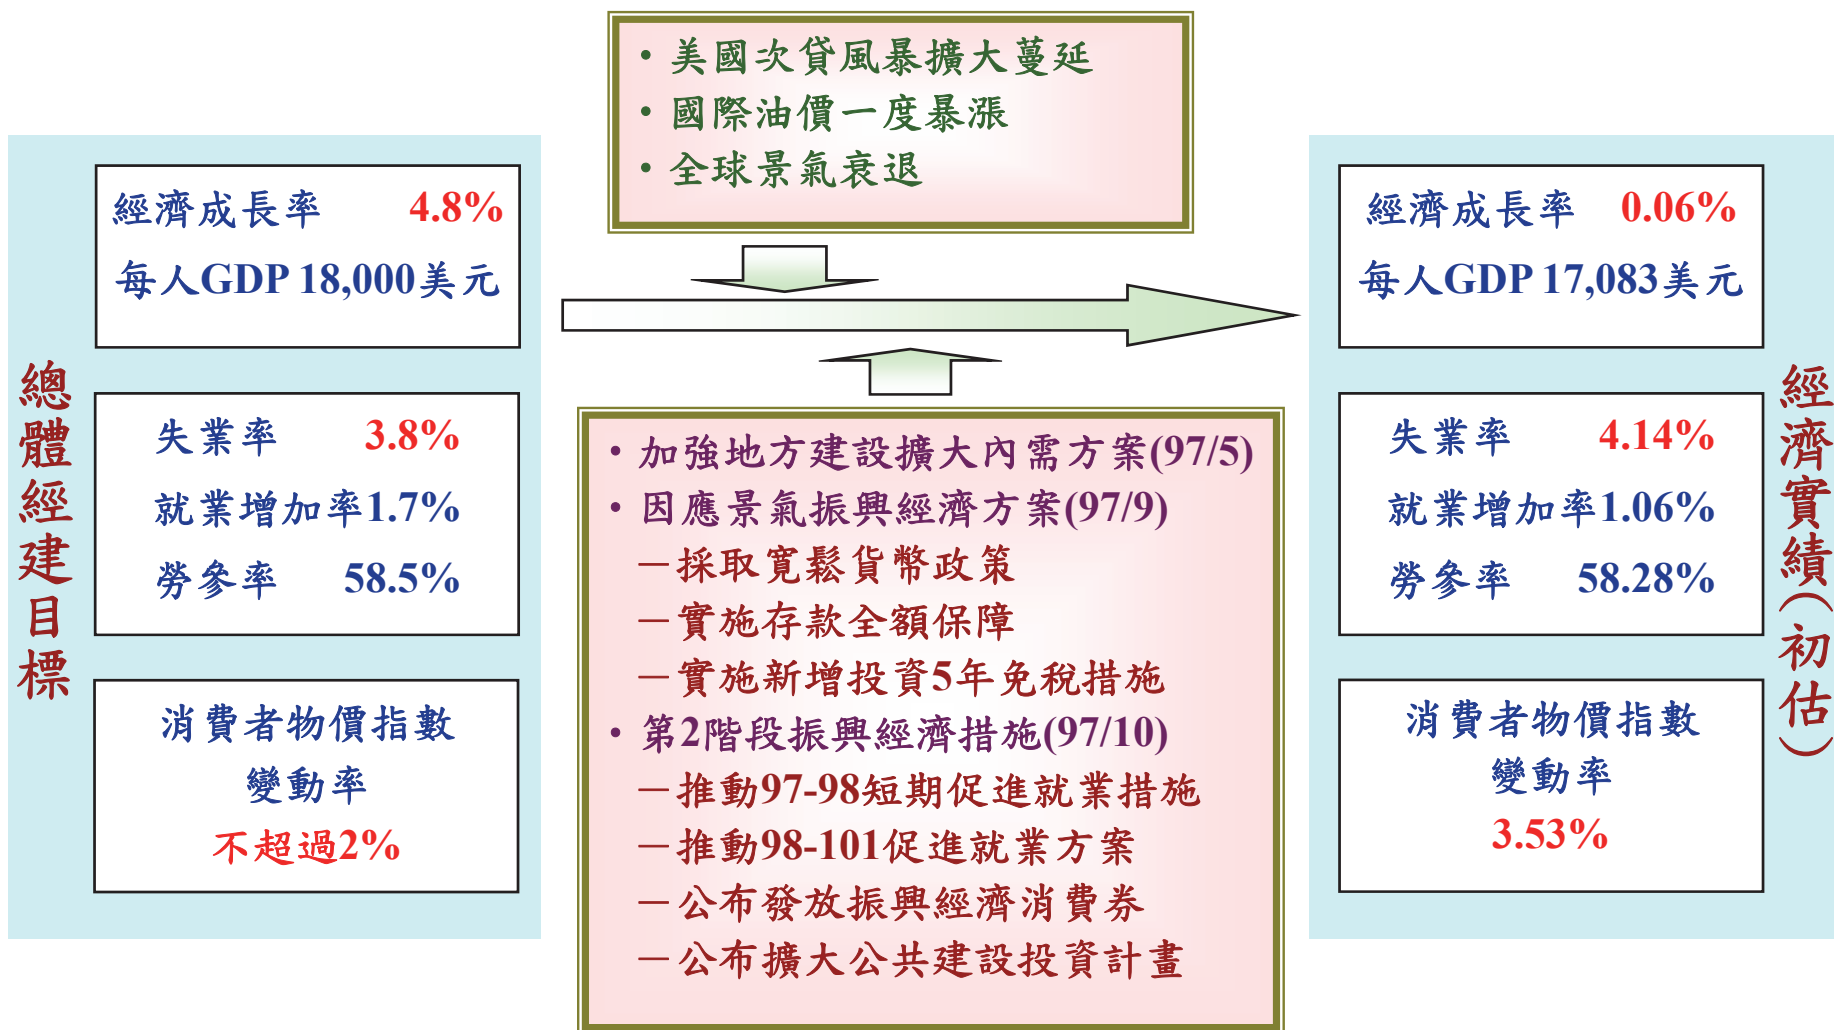 總體經建目標
經濟成長率 4.8%
每人GDP 18,000美元
失業率 3.8%
就業增加率1.7%
勞參率 58.5%
消費者物價指數
變動率
不超過2%
• 美國次貸風暴擴大蔓延
• 國際油價一度暴漲
• 全球景氣衰退
• 加強地方建設擴大內需方案(97/5)
• 因應景氣振興經濟方案(97/9)
－採取寬鬆貨幣政策
－實施存款全額保障
－實施新增投資5年免稅措施
• 第2階段振興經濟措施(97/10)
－推動97-98短期促進就業措施
－推動98-101促進就業方案
－公布發放振興經濟消費券
－公布擴大公共建設投資計畫
經濟成長率 0.06%
每人GDP 17,083美元
失業率 4.14%
就業增加率1.06%
勞參率 58.28%
消費者物價指數
變動率
3.53%
經濟實績(初估)